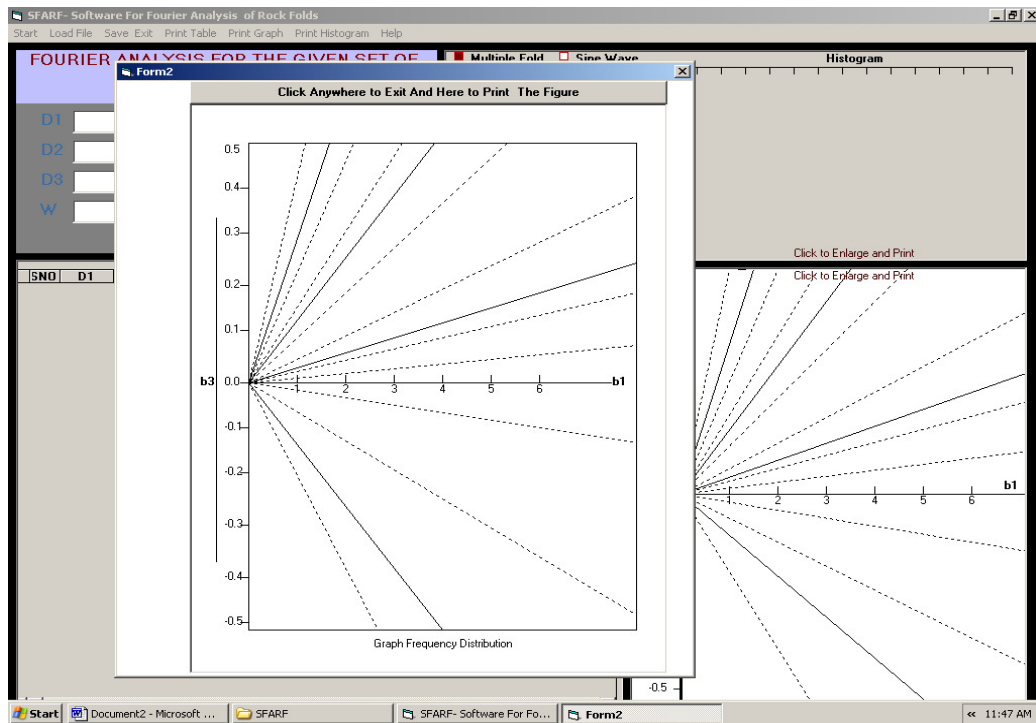 SFARF- Software For Fourier Analysis of Rock Folds
Start Load File Save Exit Print Table Print Graph Print Histogram Help
FOURIER ANALYSIS FOR THE GIVEN SET OF
Multiple Fold Sine Wave
Histogram
Form2
Click Anywhere to Exit And Here to Print The Figure
D1
D2
D3
W
SNO D1
0.5
0.4
0.3
0.2
0.1
b3 0.0 1 2 3 4 5 6 b1
-0.1
-0.2
-0.3
-0.4
-0.5
Graph Frequency Distribution
Click to Enlarge and Print
Click to Enlarge and Print
1 2 3 4 5 6 b1
-0.5
Start Document2 - Microsoft ... SFARF SFARF- Software For Fo... Form2 « 11:47 AM